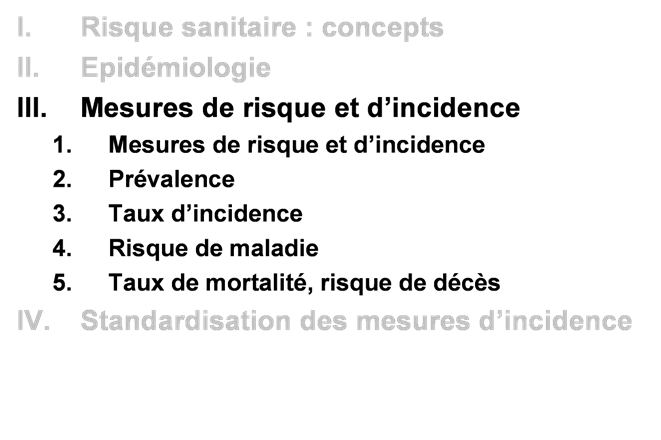 I. Risque sanitaire : concepts
II. Epidémiologie
III. Mesures de risque et d’incidence
1. Mesures de risque et d’incidence
2. Prévalence
3. Taux d’incidence
4. Risque de maladie
5. Taux de mortalité, risque de décès
IV. Standardisation des mesures d’incidence